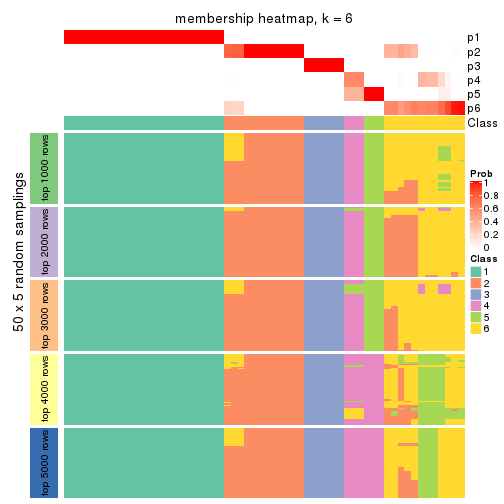 membership heatmap, k = 6
p1
p2
p3
p4
p5
p6
Class
50 x 5 random samplings
top 1000 rows
top 2000 rows
top 3000 rows
top 4000 rows
top 5000 rows
Prob
1
0.8
0.6
0.4
0.2
0
Class
1
2
3
4
5
6